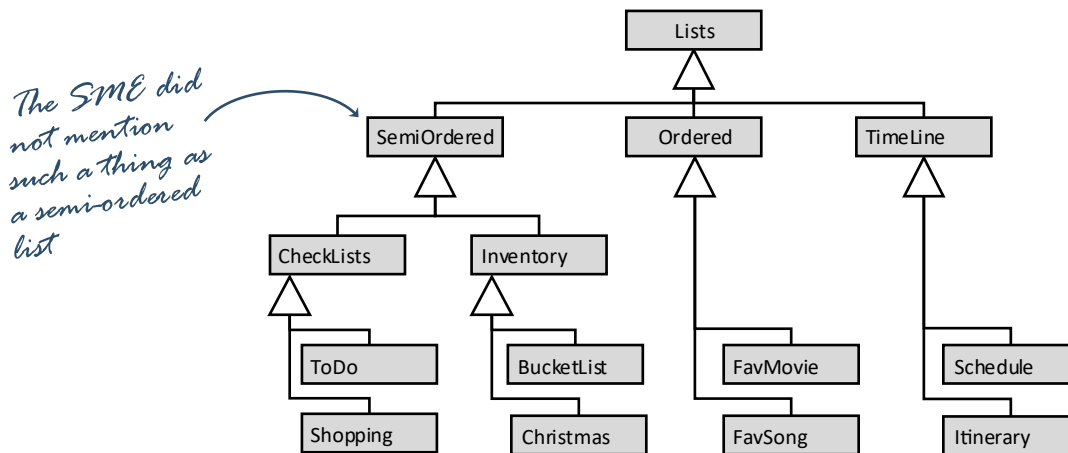 Lists
The SME did
not mention
such a thing as
a semi-ordered
list
SemiOrdered
Ordered
TimeLine
CheckLists
Inventory
ToDo
BucketList
FavMovie
Schedule
Shopping
Christmas
FavSong
Itinerary